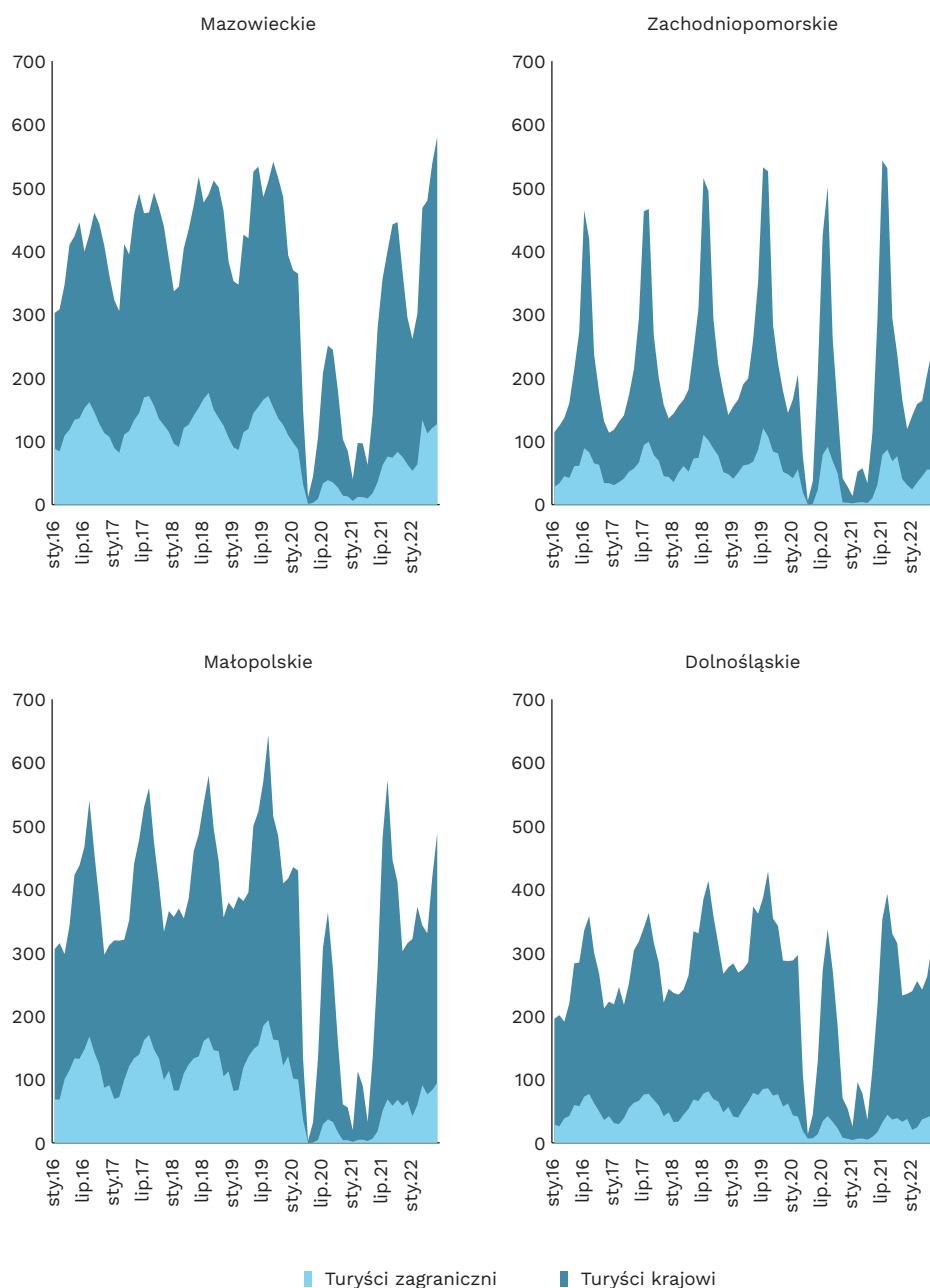 Mazowieckie
700
600
500
400
300
200
100
0
sty.16
lip.16
sty.17
lip.17
sty.18
lip.18
sty.19
lip.19
sty.20
lip.20
sty.21
lip.21
sty.22
Zachodniopomorskie
700
600
500
400
300
200
100
0
sty.16
lip.16
sty.17
lip.17
sty.18
lip.18
sty.19
lip.19
sty.20
lip.20
sty.21
lip.21
sty.22
Małopolskie
700
600
500
400
300
200
100
0
sty.16
lip.16
sty.17
lip.17
sty.18
lip.18
sty.19
lip.19
sty.20
lip.20
sty.21
lip.21
sty.22
Dolnośląskie
700
600
500
400
300
200
100
0
sty.16
lip.16
sty.17
lip.17
sty.18
lip.18
sty.19
lip.19
sty.20
lip.20
sty.21
lip.21
sty.22
Turyści zagraniczni
Turyści krajowi